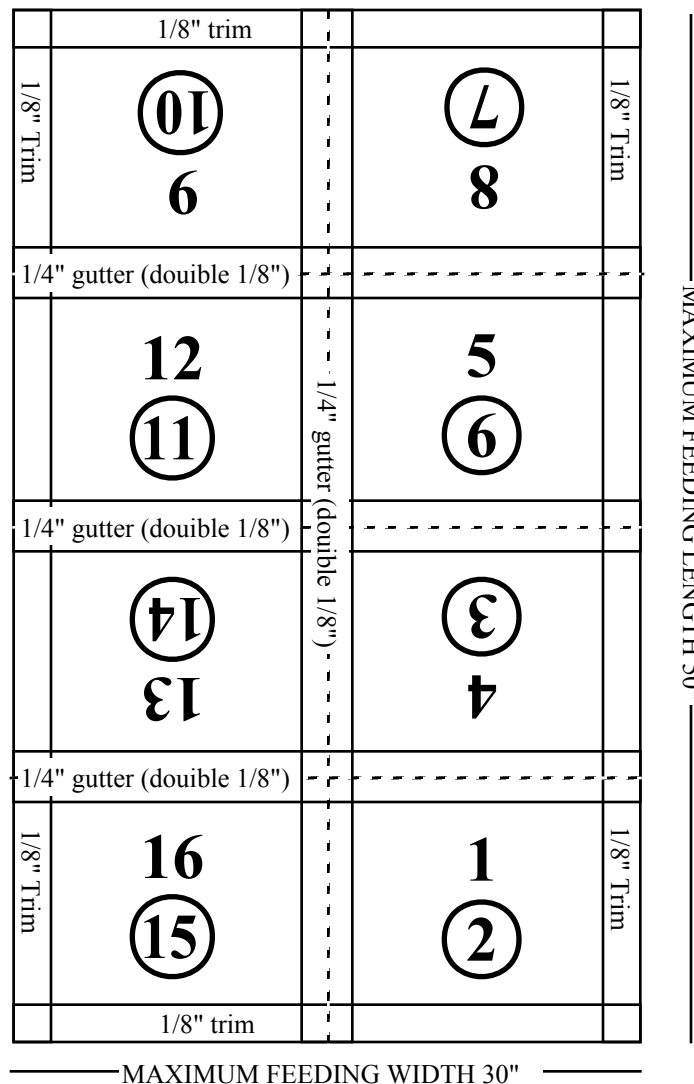 1/8" trim
1/8" Trim
10
9
7
8
1/8" Trim
1/4" gutter (douible 1/8")
12
11
5
6
1/4" gutter (douible 1/8")
MAXIMUM FEEDING LENGTH 30"
1/4" gutter (douible 1/8")
14
13
3
4
1/4" gutter (douible 1/8")
1/8" Trim
16
15
1
2
1/8" Trim
1/8" trim
MAXIMUM FEEDING WIDTH 30"